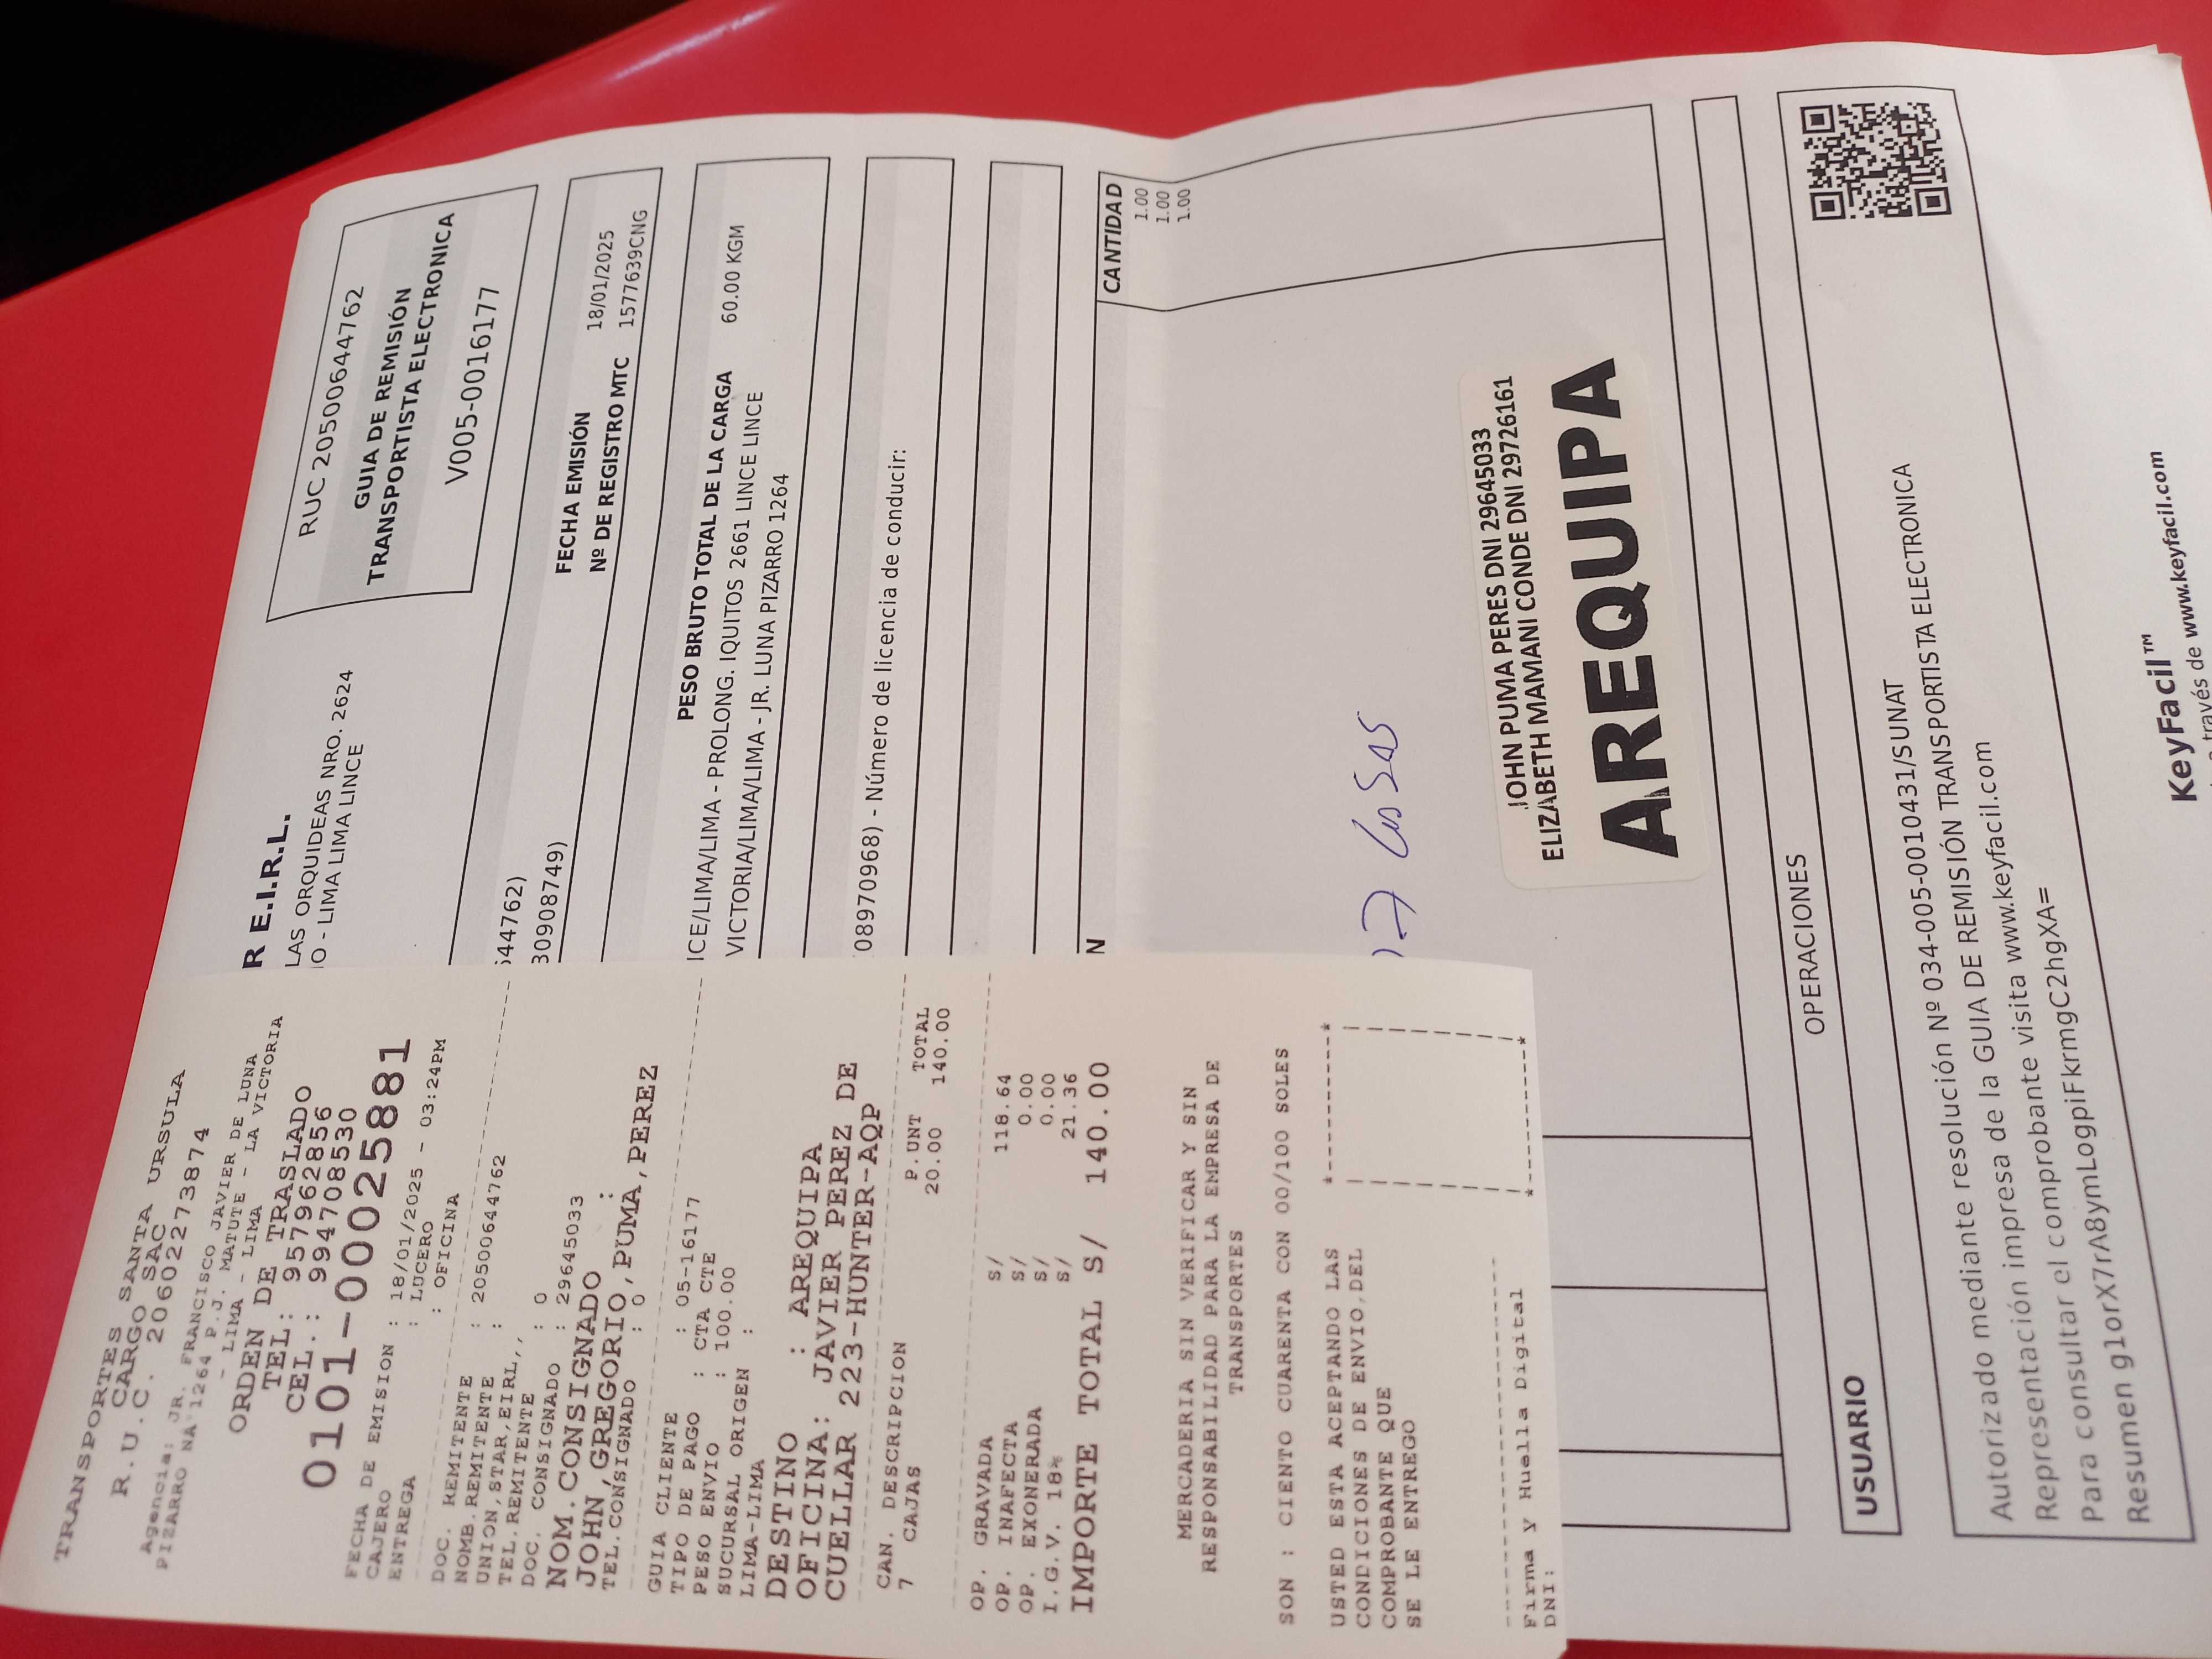 TRANSPORTES SANTA URSULA
CARGO SAC
R.U.C. 20602273874
Agencia: JR. FRANCISCO JAVIER DE LUNA
PIZARRO NA°1264 P.J. MATUTE - LA VICTORIA
- LIMA - LIMA
ORDEN DE TRASLADO
TEL: 957962856
CEL.: 994708530
0101-00025881
FECHA DE EMISION : 18/01/2025 - 03:24PM
CAJERO : LUCERO
ENTREGA : OFICINA
DOC. REMITENTE : 20500644762
NOMB.REMITENTE :
UNION,STAR,EIRL,,
TEL.REMITENTE : 0
DOC. CONSIGNADO : 29645033
NOM.CONSIGNADO :
JOHN,GREGORIO,PUMA,PEREZ
TEL.CONSIGNADO : 0
GUIA CLIENTE : 05-16177
TIPO DE PAGO : CTA CTE
PESO ENVIO : 100.00
SUCURSAL ORIGEN :
LIMA-LIMA
DESTINO : AREQUIPA
OFICINA: JAVIER PEREZ DE
CUELLAR 223-HUNTER-AQP
CAN. DESCRIPCION P.UNT TOTAL
7 CAJAS 20.00 140.00
OP. GRAVADA S/ 118.64
OP. INAFECTA S/ 0.00
OP. EXONERADA S/ 0.00
I.G.V. 18% S/ 21.36
IMPORTE TOTAL S/ 140.00
MERCADERIA SIN VERIFICAR Y SIN
RESPONSABILIDAD PARA LA EMPRESA DE
TRANSPORTES
SON : CIENTO CUARENTA CON 00/100 SOLES
USTED ESTA ACEPTANDO LAS
CONDICIONES DE ENVIO,DEL
COMPROBANTE QUE
SE LE ENTREGO
Firma y Huella Digital
DNI:
R E.I.R.L.
LAS ORQUIDEAS NRO. 2624
O - LIMA LIMA LINCE
RUC 20500644762
GUIA DE REMISIÓN
TRANSPORTISTA ELECTRONICA
V005-0016177
644762)
30908749)
FECHA EMISIÓN 18/01/2025
Nº DE REGISTRO MTC 1577639CNG
PESO BRUTO TOTAL DE LA CARGA 60.00 KGM
ICE/LIMA/LIMA - PROLONG. IQUITOS 2661 LINCE LINCE
VICTORIA/LIMA/LIMA - JR. LUNA PIZARRO 1264
08970968) - Número de licencia de conducir:
N CANTIDAD
1.00
1.00
1.00
JOHN PUMA PERES DNI 29645033
ELIZABETH MAMANI CONDE DNI 29726161
AREQUIPA
OPERACIONES
USUARIO
Autorizado mediante resolución Nº 034-005-0010431/SUNAT
Representación impresa de la GUIA DE REMISIÓN TRANSPORTISTA ELECTRONICA
Para consultar el comprobante visita www.keyfacil.com
Resumen g1orX7rA8ymLogpiFkrmgC2hgXA=
KeyFacil™
a través de www.keyfacil.com